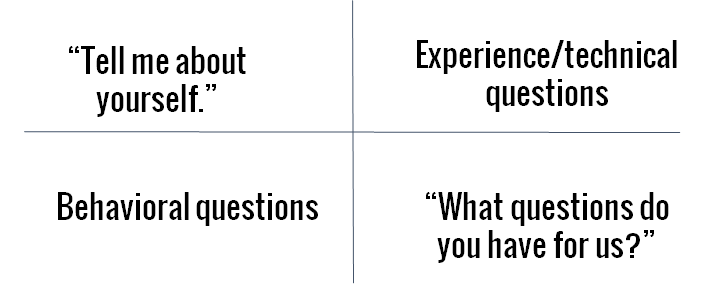 “Tell me about
yourself.”
Experience/technical
questions
Behavioral questions
“What questions do
you have for us?”